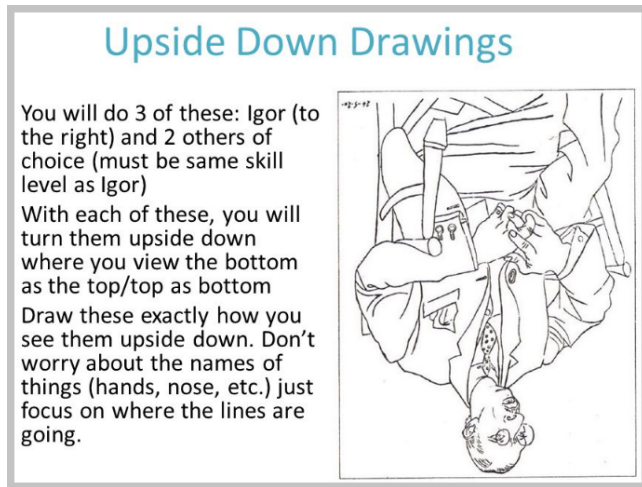 Upside Down Drawings
You will do 3 of these: Igor (to
the right) and 2 others of
choice (must be same skill
level as Igor)
With each of these, you will
turn them upside down
where you view the bottom
as the top/top as bottom
Draw these exactly how you
see them upside down. Don't
worry about the names of
things (hands, nose, etc.) just
focus on where the lines are
going.